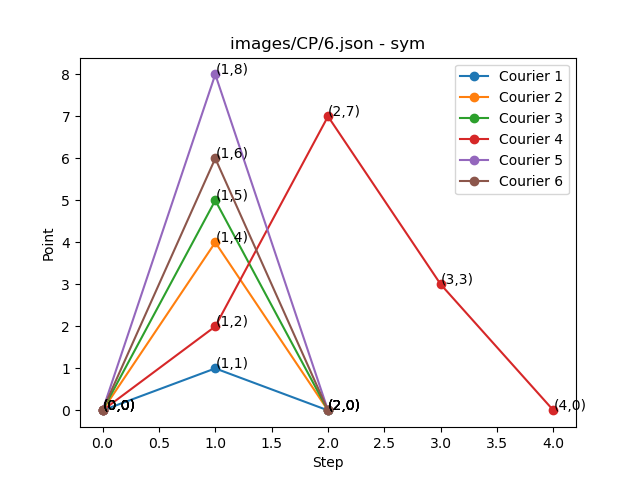 images/CP/6.json - sym
8
7
6
5
4
3
2
1
0
Point
(1,8)
(2,7)
(1,6)
(1,5)
(1,4)
(3,3)
(1,2)
(1,1)
(0,0)
(2,0)
(4,0)
Courier 1
Courier 2
Courier 3
Courier 4
Courier 5
Courier 6
0.0 0.5 1.0 1.5 2.0 2.5 3.0 3.5 4.0
Step